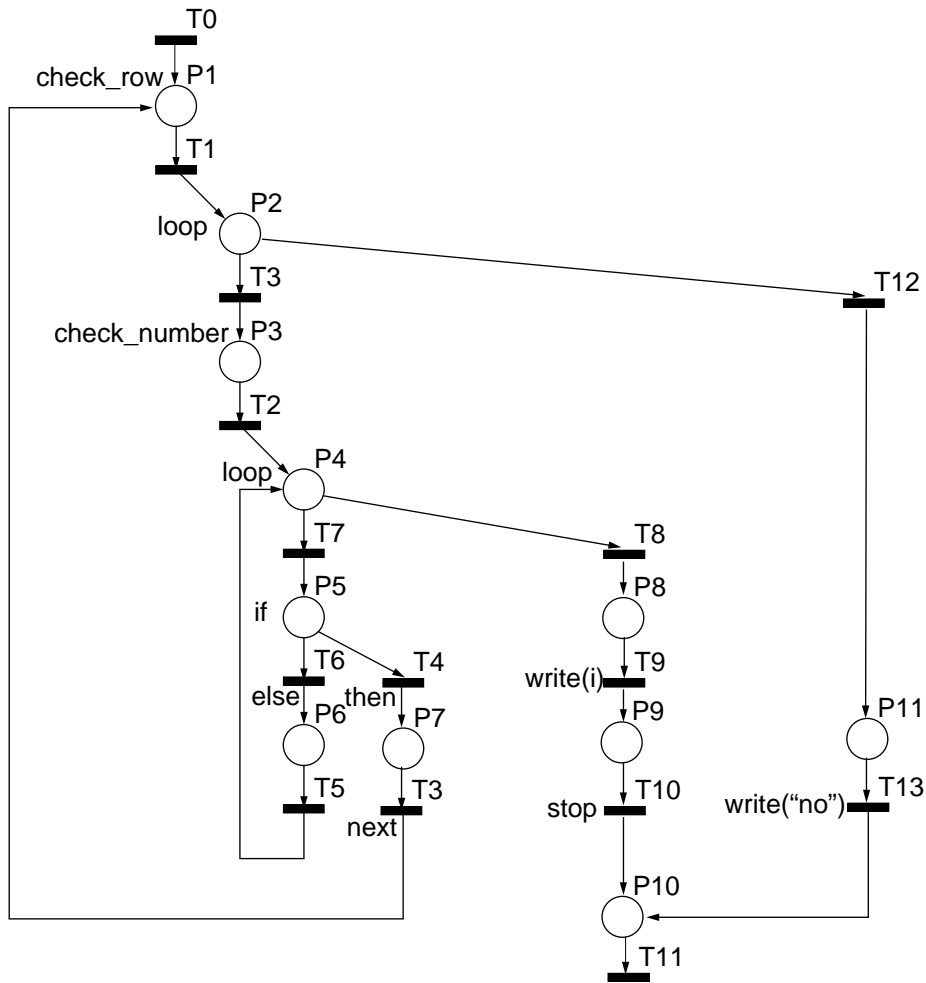 T0
check_row
P1
T1
P2
loop
T3
T12
check_number
P3
T2
loop
P4
T7
T8
P5
P8
if
T6
T4
T9
else
then
write(i)
P6
P7
P9
P11
T5
T3
T10
T13
next
stop
write(“no”)
P10
T11